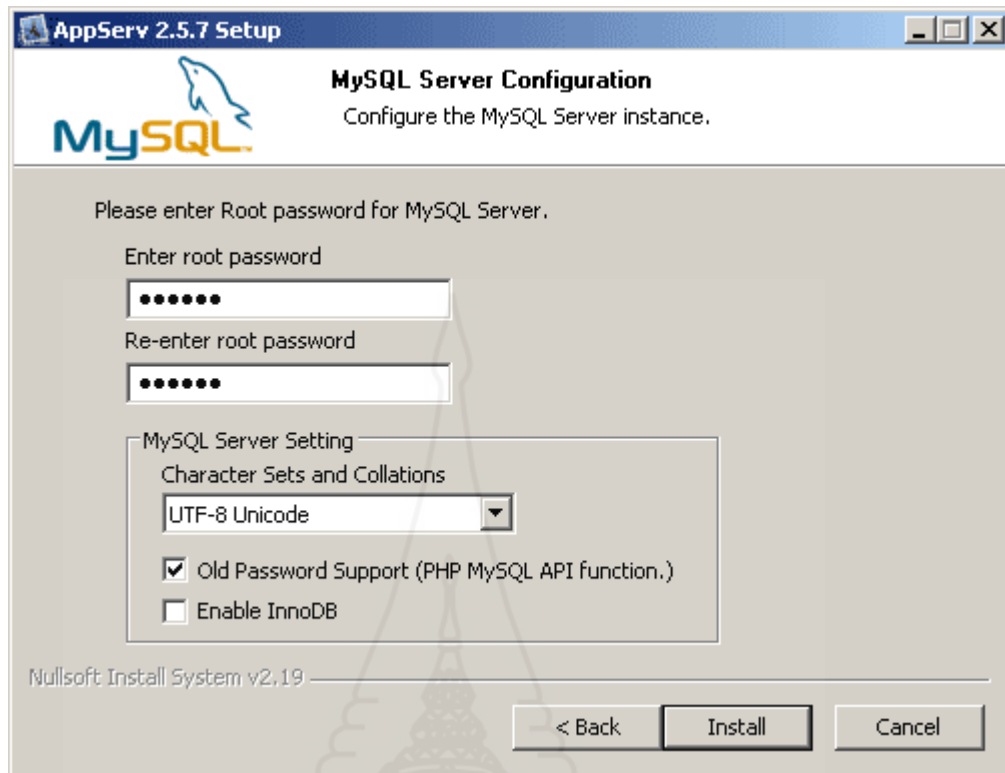 AppServ 2.5.7 Setup
MySQL™
MySQL Server Configuration
Configure the MySQL Server instance.
Please enter Root password for MySQL Server.
Enter root password
●●●●●●
Re-enter root password
●●●●●●
MySQL Server Setting
Character Sets and Collations
UTF-8 Unicode
Old Password Support (PHP MySQL API function.)
Enable InnoDB
Nullsoft Install System v2.19
< Back Install Cancel